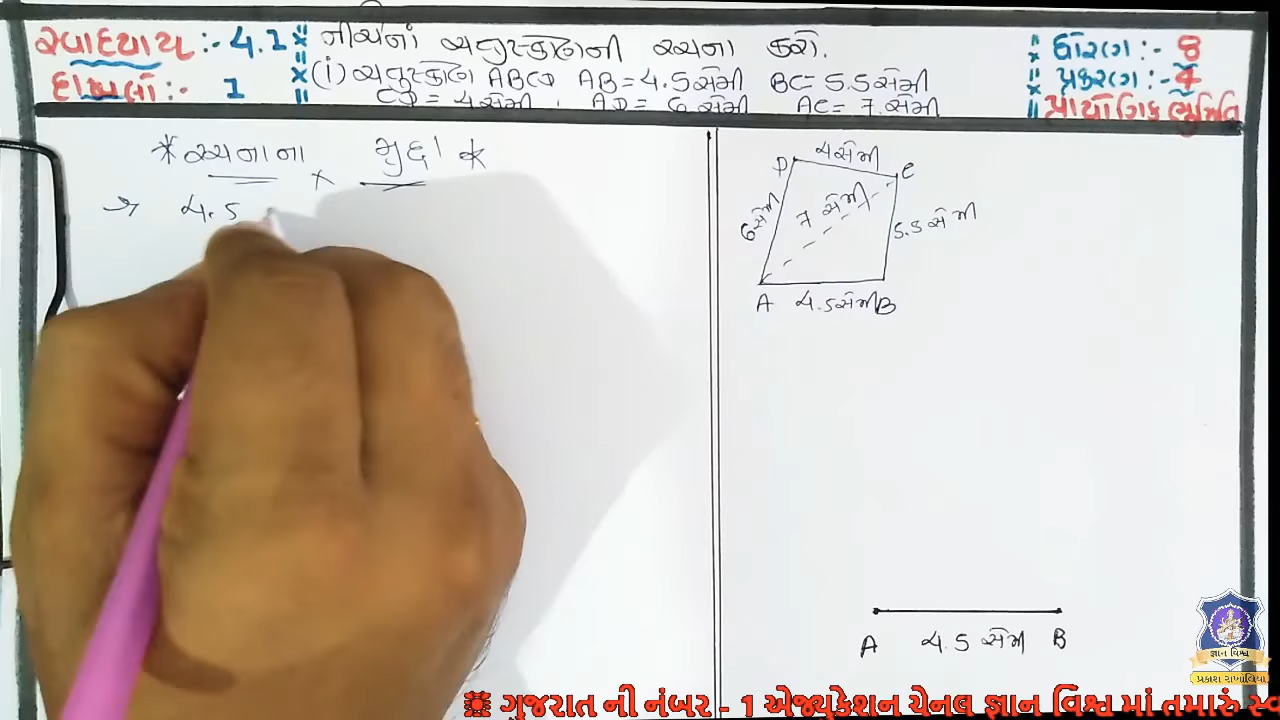 સ્વાધ્યાય :- 4.1
દાખલો :- 1
નીચેનાં ચતુષ્કોણની રચના કરો.
(i) ચતુષ્કોણ ABCD AB = 4.5 સેમી BC = 5.5 સેમી
CD = 4 સેમી, AD = 6 સેમી AC = 7 સેમી
ધોરણ :- 8
પ્રકરણ :- 4
પ્રાયોગિક ભૂમિતિ
* રચનાના મુદ્દા *
→ 4.5
D 4 સેમી C
6 સેમી 7 સેમી 5.5 સેમી
A 4.5 સેમી B
A 4.5 સેમી B
જ્ઞાન વિશ્વ
પ્રકાશ રાખોલિયા
ગુજરાત ની નંબર - 1 એજ્યુકેશન ચેનલ જ્ઞાન વિશ્વ માં તમારું સ્વ